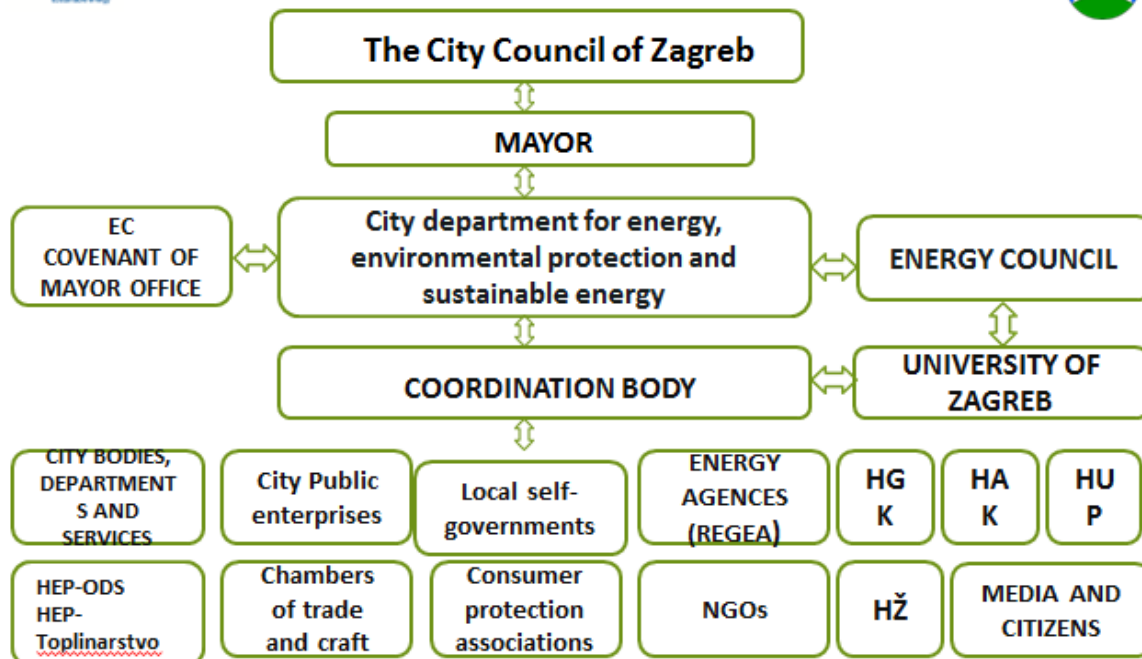 The City Council of Zagreb
MAYOR
EC
COVENANT OF
MAYOR OFFICE
City department for energy,
environmental protection and
sustainable energy
ENERGY COUNCIL
COORDINATION BODY
UNIVERSITY OF
ZAGREB
CITY BODIES,
DEPARTMENT
S AND
SERVICES
City Public
enterprises
Local self-
governments
ENERGY
AGENCES
(REGEA)
HG
K
HA
K
HU
P
HEP-ODS
HEP-
Toplinarstvo
Chambers
of trade
and craft
Consumer
protection
associations
NGOs
HŽ
MEDIA AND
CITIZENS